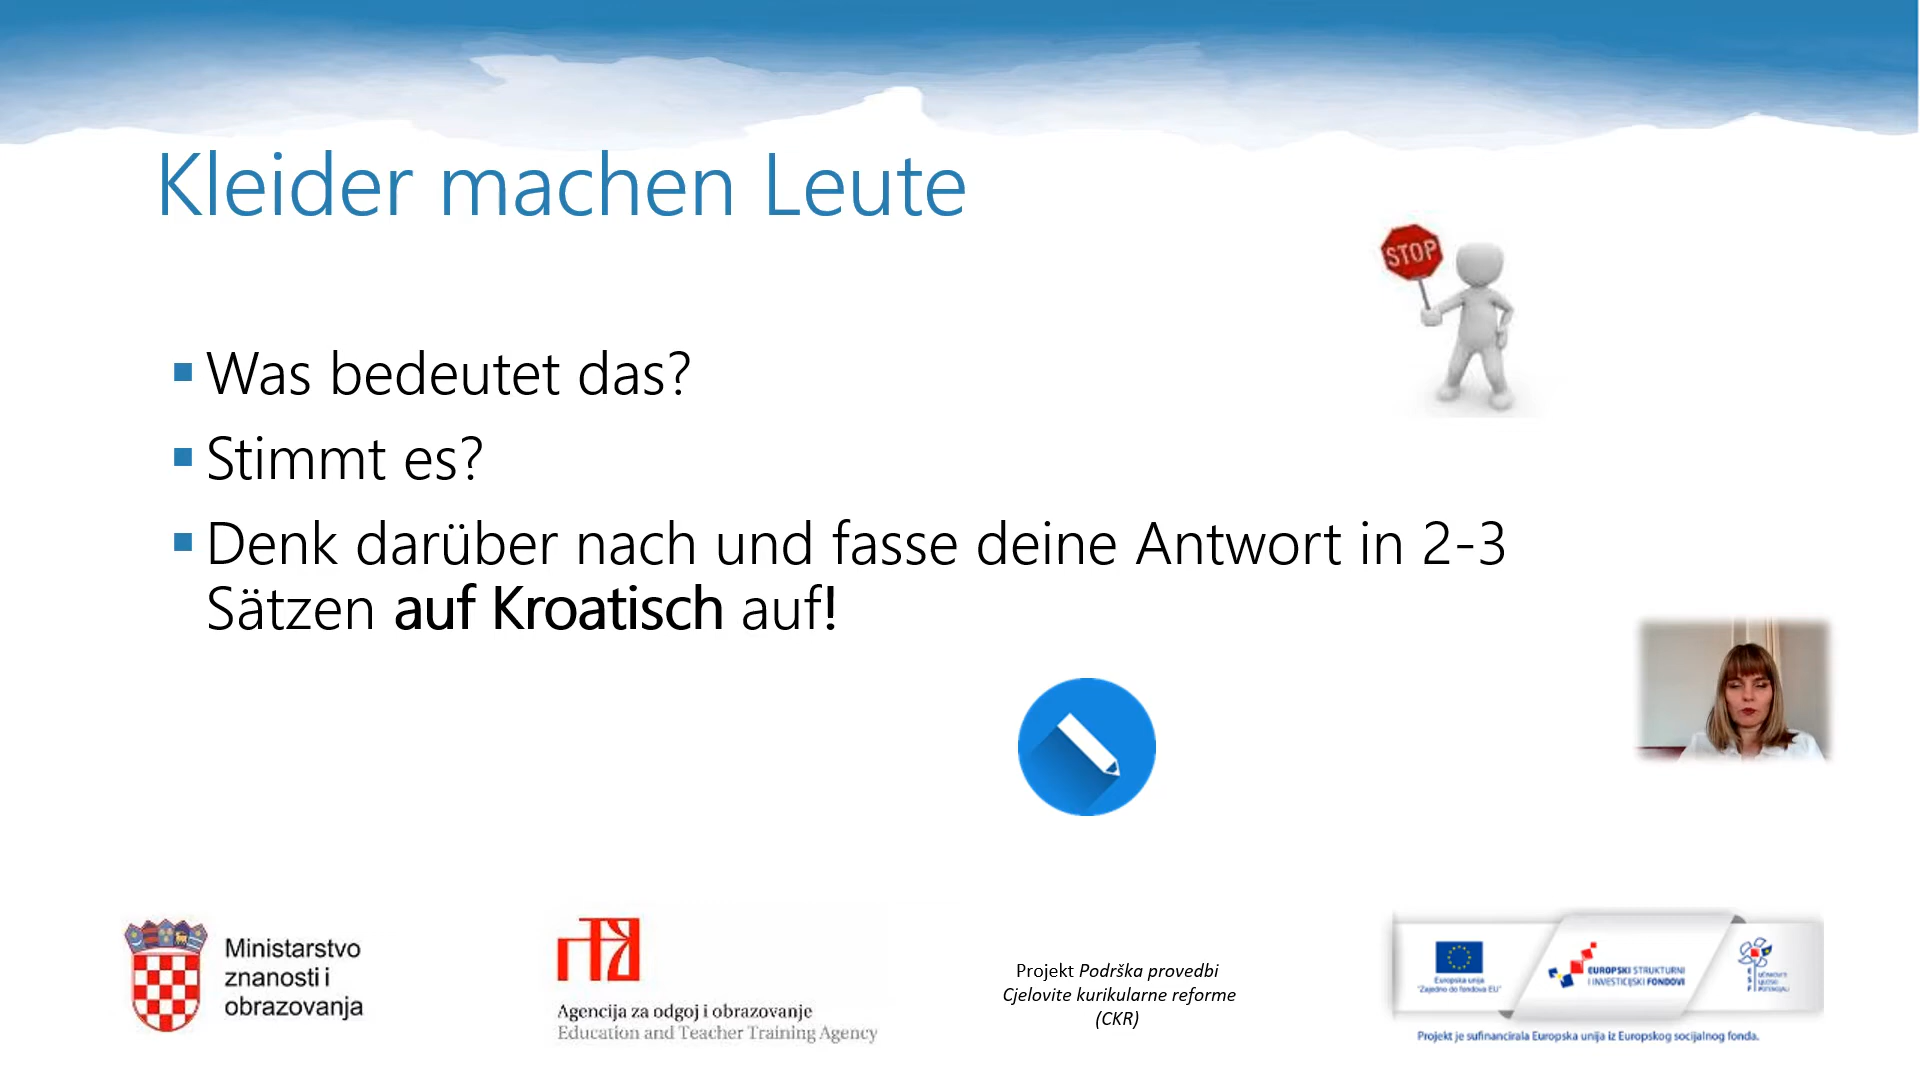 Kleider machen Leute
STOP
Was bedeutet das?
Stimmt es?
Denk darüber nach und fasse deine Antwort in 2-3
Sätzen auf Kroatisch auf!
Ministarstvo
znanosti i
obrazovanja
Agencija za odgoj i obrazovanje
Education and Teacher Training Agency
Projekt Podrška provedbi
Cjelovite kurikularne reforme
(CKR)
Europska unija
"Zajedno do fondova EU"
EUROPSKI STRUKTURNI
I INVESTICIJSKI FONDOVI
Projekt je sufinancirala Europska unija iz Europskog socijalnog fonda.